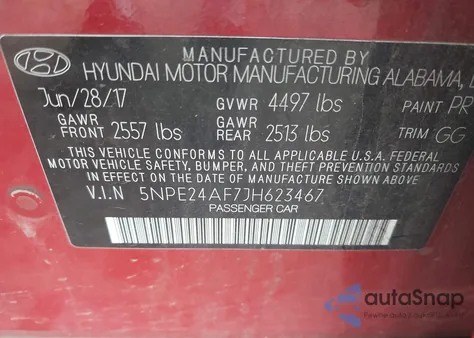 MANUFACTURED BY
HYUNDAI MOTOR MANUFACTURING ALABAMA,
Jun/28/17 GVWR 4497 lbs PAINT PR
GAWR FRONT 2557 lbs GAWR REAR 2513 lbs TRIM GG
THIS VEHICLE CONFORMS TO ALL APPLICABLE U.S.A. FEDERAL
MOTOR VEHICLE SAFETY, BUMPER, AND THEFT PREVENTION STANDARDS
IN EFFECT ON THE DATE OF MANUFACTURE SHOWN ABOVE.
V.I.N 5NPE24AF7JH623467
PASSENGER CAR
autoSnap